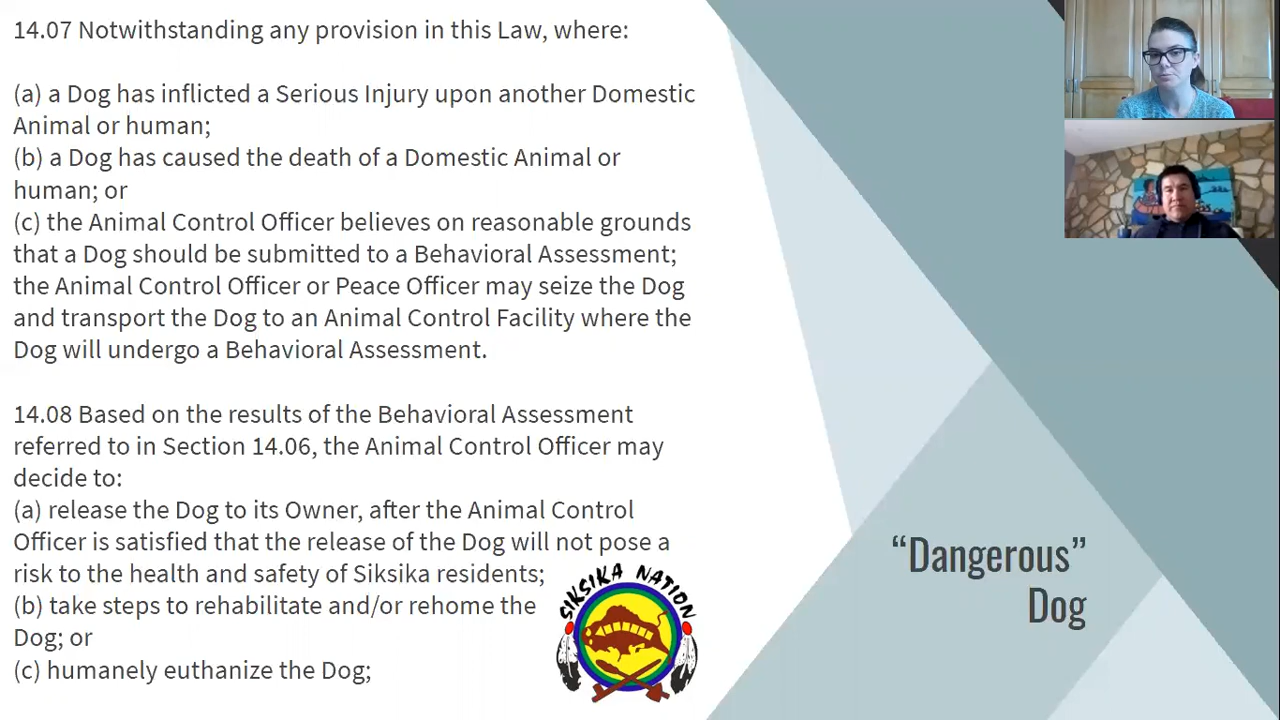 14.07 Notwithstanding any provision in this Law, where:
(a) a Dog has inflicted a Serious Injury upon another Domestic
Animal or human;
(b) a Dog has caused the death of a Domestic Animal or
human; or
(c) the Animal Control Officer believes on reasonable grounds
that a Dog should be submitted to a Behavioral Assessment;
the Animal Control Officer or Peace Officer may seize the Dog
and transport the Dog to an Animal Control Facility where the
Dog will undergo a Behavioral Assessment.
14.08 Based on the results of the Behavioral Assessment
referred to in Section 14.06, the Animal Control Officer may
decide to:
(a) release the Dog to its Owner, after the Animal Control
Officer is satisfied that the release of the Dog will not pose a
risk to the health and safety of Siksika residents;
(b) take steps to rehabilitate and/or rehome the
Dog; or
(c) humanely euthanize the Dog;
SIKSIKA NATION
“Dangerous”
Dog